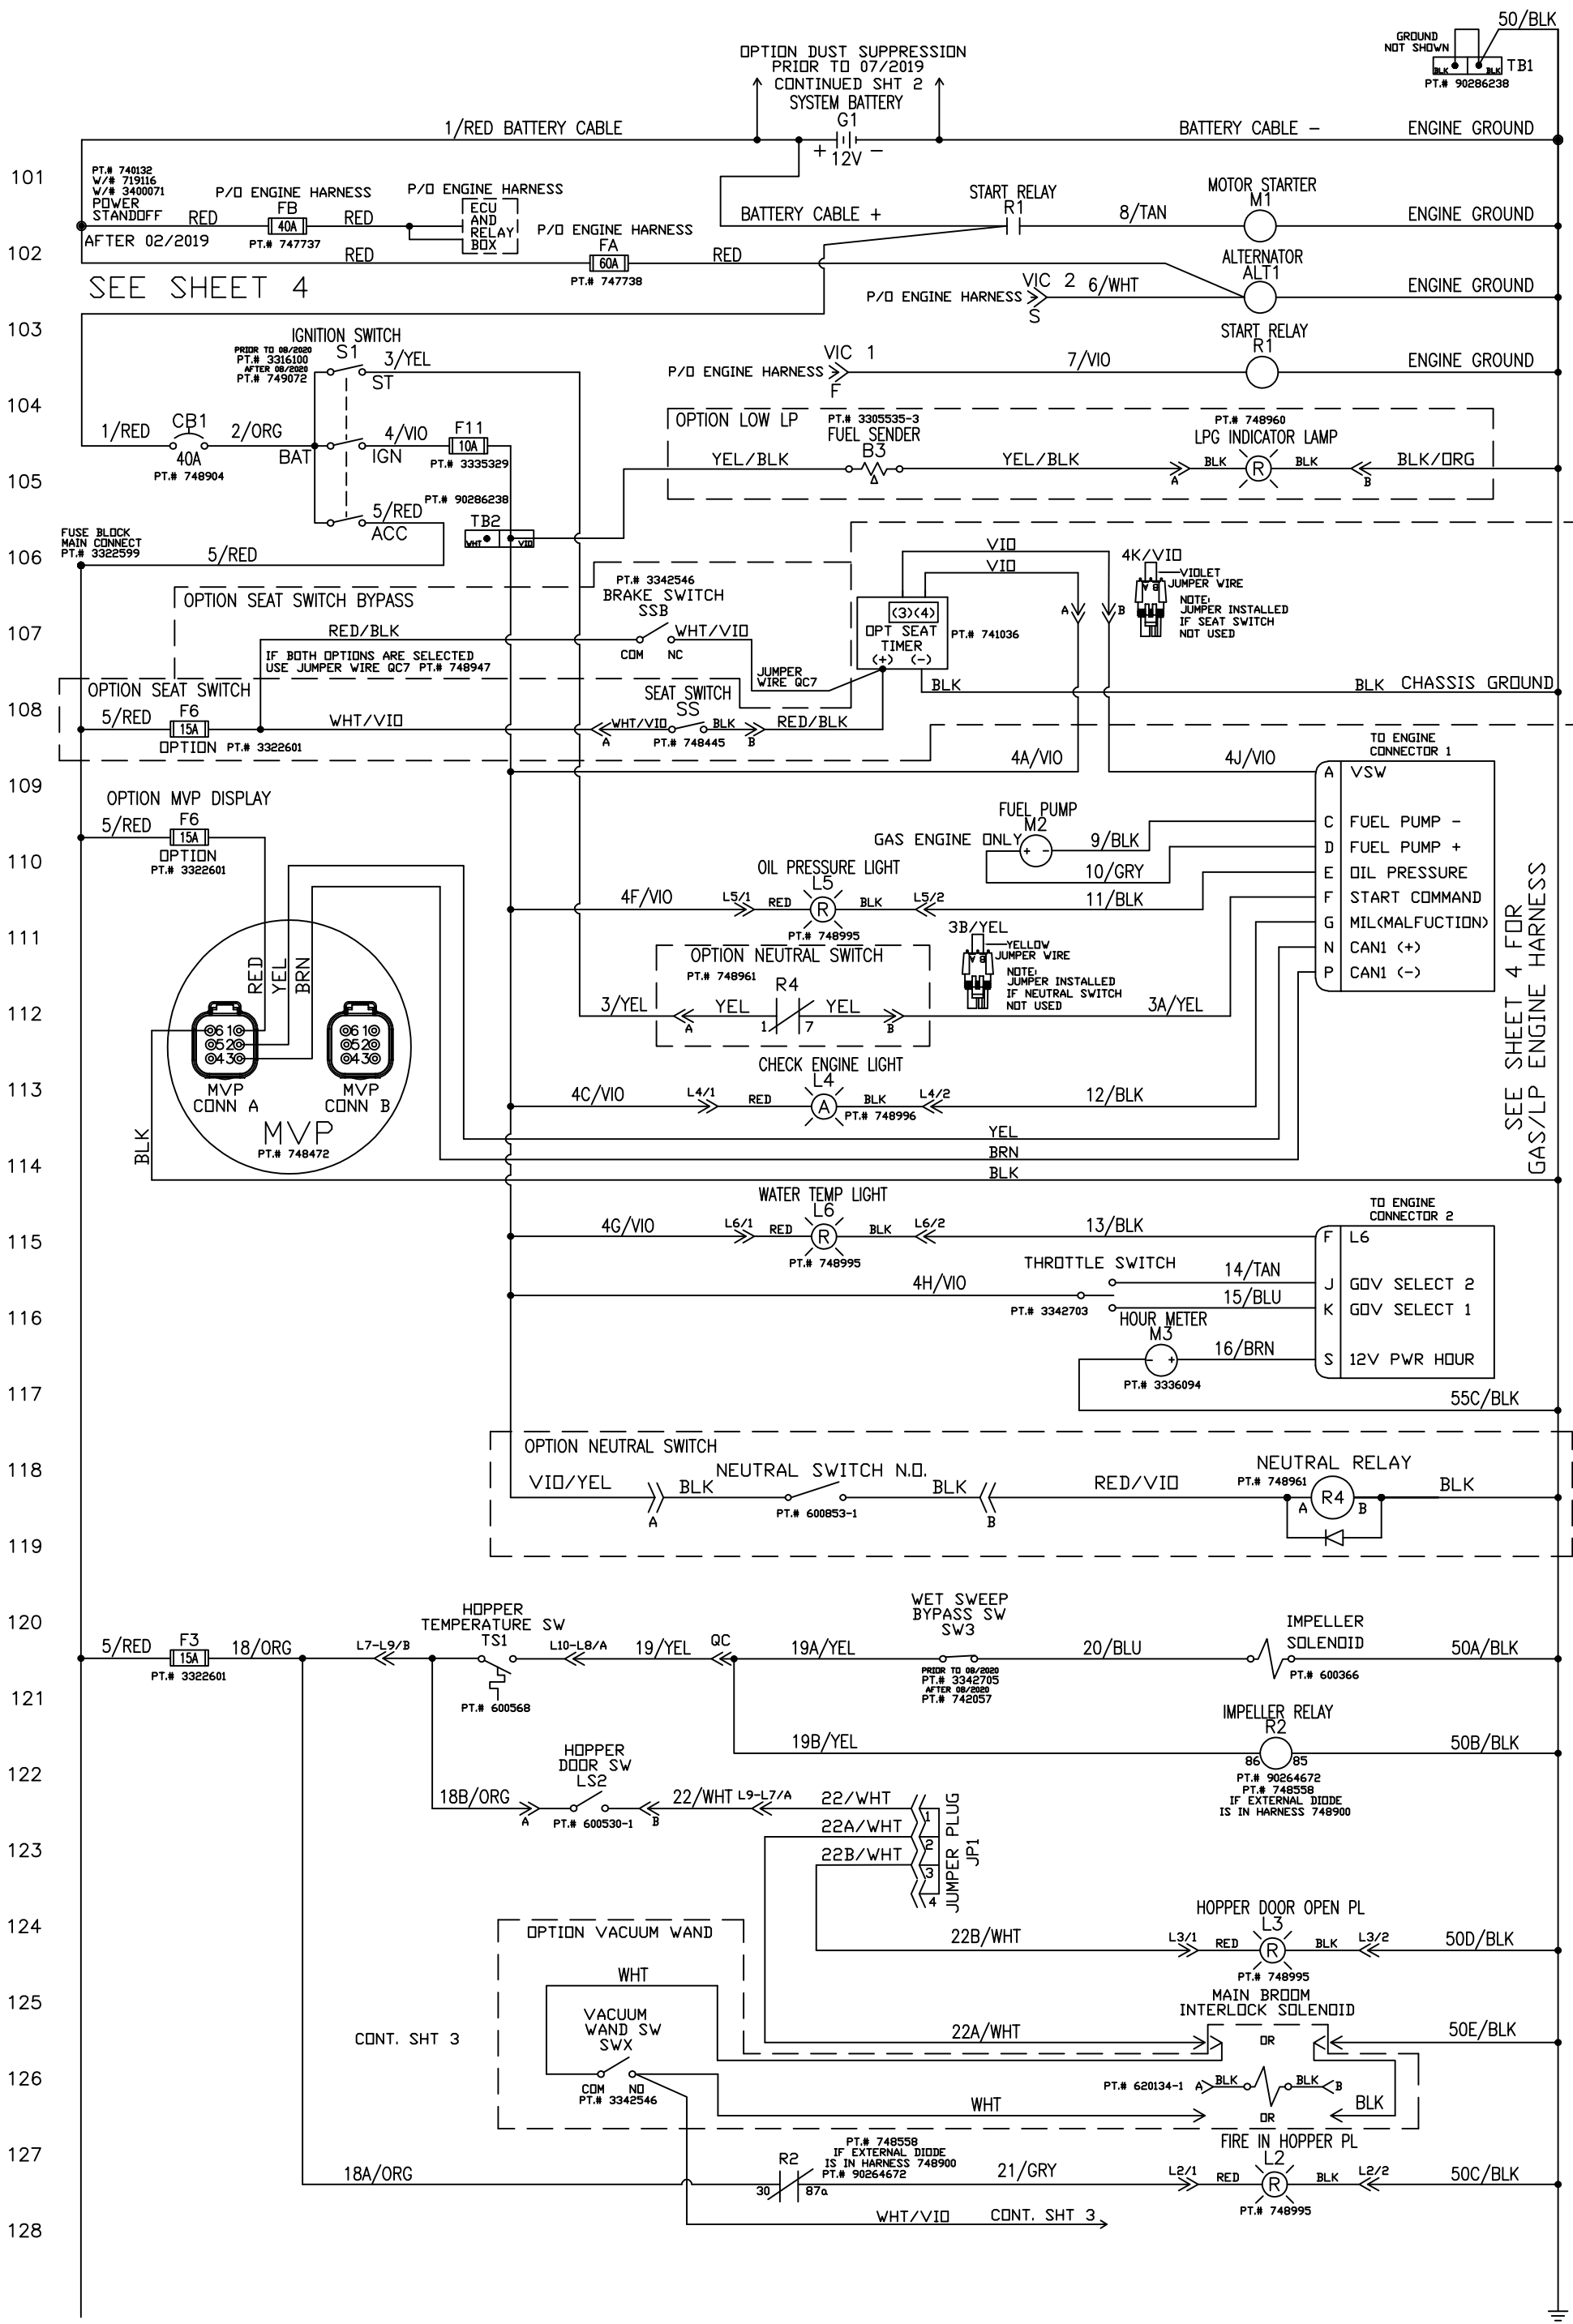 50/BLK
GROUND
NOT SHOWN
BLK BLK TB1
PT.# 90286238
OPTION DUST SUPPRESSION
PRIOR TO 07/2019
CONTINUED SHT 2
SYSTEM BATTERY
G1
+ 12V −
1/RED BATTERY CABLE
BATTERY CABLE −
ENGINE GROUND
101
PT.# 740132
W/# 719116
W/# 3400071
POWER
STANDOFF
AFTER 02/2019
RED
P/O ENGINE HARNESS
FB
40A
PT.# 747737
RED
P/O ENGINE HARNESS
ECU
AND
RELAY
BOX
BATTERY CABLE +
START RELAY
R1
8/TAN
MOTOR STARTER
M1
ENGINE GROUND
102
RED
P/O ENGINE HARNESS
FA
60A
PT.# 747738
RED
ALTERNATOR
ALT1
SEE SHEET 4
P/O ENGINE HARNESS
VIC 2
S
6/WHT
ENGINE GROUND
103
IGNITION SWITCH
PRIOR TO 08/2020
PT.# 3316100
AFTER 08/2020
PT.# 749072
S1
3/YEL
ST
P/O ENGINE HARNESS
VIC 1
F
7/VIO
START RELAY
R1
ENGINE GROUND
104
1/RED
CB1
40A
PT.# 748904
2/ORG
BAT
4/VIO
IGN
F11
10A
PT.# 3335329
OPTION LOW LP
PT.# 3305535-3
FUEL SENDER
B3
YEL/BLK
YEL/BLK
PT.# 748960
LPG INDICATOR LAMP
A
BLK
R
BLK
B
BLK/ORG
105
5/RED
ACC
PT.# 90286238
TB2
WHT VIO
FUSE BLOCK
MAIN CONNECT
PT.# 3322599
106
5/RED
VIO
VIO
4K/VIO
VIOLET
JUMPER WIRE
B A
NOTE:
JUMPER INSTALLED
IF SEAT SWITCH
NOT USED
OPTION SEAT SWITCH BYPASS
PT.# 3342546
BRAKE SWITCH
SSB
107
RED/BLK
COM NC
WHT/VIO
(3)(4)
OPT SEAT
TIMER
(+) (-)
PT.# 741036
A B
IF BOTH OPTIONS ARE SELECTED
USE JUMPER WIRE QC7 PT.# 748947
JUMPER
WIRE QC7
BLK
BLK CHASSIS GROUND
108
OPTION SEAT SWITCH
5/RED
F6
15A
OPTION PT.# 3322601
WHT/VIO
A
WHT/VIO
SEAT SWITCH
SS
PT.# 748445
BLK
B
RED/BLK
109
4A/VIO
4J/VIO
TO ENGINE
CONNECTOR 1
A VSW
C FUEL PUMP -
D FUEL PUMP +
E OIL PRESSURE
F START COMMAND
G MIL(MALFUCTION)
N CAN1 (+)
P CAN1 (-)
SEE SHEET 4 FOR
GAS/LP ENGINE HARNESS
OPTION MVP DISPLAY
5/RED
F6
15A
OPTION
PT.# 3322601
110
FUEL PUMP
M2
GAS ENGINE ONLY
+ -
9/BLK
10/GRY
OIL PRESSURE LIGHT
L5
4F/VIO
L5/1
RED
R
BLK
L5/2
11/BLK
PT.# 748995
111
RED
YEL
BRN
OPTION NEUTRAL SWITCH
PT.# 748961
R4
3B/YEL
YELLOW
JUMPER WIRE
B A
NOTE:
JUMPER INSTALLED
IF NEUTRAL SWITCH
NOT USED
112
3/YEL
A
YEL
1 7
YEL
B
3A/YEL
6 1
5 2
4 3
MVP
CONN A
6 1
5 2
4 3
MVP
CONN B
MVP
PT.# 748472
BLK
113
CHECK ENGINE LIGHT
L4
4C/VIO
L4/1
RED
A
BLK
L4/2
12/BLK
PT.# 748996
YEL
BRN
114
BLK
WATER TEMP LIGHT
L6
TO ENGINE
CONNECTOR 2
115
4G/VIO
L6/1
RED
R
BLK
L6/2
13/BLK
PT.# 748995
F L6
J GOV SELECT 2
K GOV SELECT 1
S 12V PWR HOUR
THROTTLE SWITCH
4H/VIO
14/TAN
15/BLU
PT.# 3342703
116
HOUR METER
M3
- +
16/BRN
PT.# 3336094
117
55C/BLK
118
OPTION NEUTRAL SWITCH
VIO/YEL
A
BLK
NEUTRAL SWITCH N.O.
PT.# 600853-1
BLK
B
RED/VIO
NEUTRAL RELAY
PT.# 748961
A R4 B
BLK
119
120
5/RED
F3
15A
PT.# 3322601
18/ORG
L7-L9/B
HOPPER
TEMPERATURE SW
TS1
PT.# 600568
L10-L8/A
19/YEL
QC
19A/YEL
WET SWEEP
BYPASS SW
SW3
PRIOR TO 08/2020
PT.# 3342705
AFTER 08/2020
PT.# 742057
20/BLU
IMPELLER
SOLENOID
PT.# 600366
50A/BLK
121
19B/YEL
IMPELLER RELAY
R2
86 85
PT.# 90264672
PT.# 748558
IF EXTERNAL DIODE
IS IN HARNESS 748900
50B/BLK
122
HOPPER
DOOR SW
LS2
18B/ORG
A
PT.# 600530-1
B
22/WHT
L9-L7/A
22/WHT
22A/WHT
22B/WHT
1
2
3
4
JUMPER PLUG
JP1
123
124
OPTION VACUUM WAND
22B/WHT
L3/1
RED
HOPPER DOOR OPEN PL
L3
R
BLK
L3/2
50D/BLK
PT.# 748995
125
WHT
MAIN BROOM
INTERLOCK SOLENOID
CONT. SHT 3
VACUUM
WAND SW
SWX
22A/WHT
OR
50E/BLK
126
COM NO
PT.# 3342546
PT.# 620134-1 A
BLK
BLK
B
WHT
OR
BLK
127
18A/ORG
R2
30 87a
PT.# 748558
IF EXTERNAL DIODE
IS IN HARNESS 748900
PT.# 90264672
21/GRY
L2/1
RED
FIRE IN HOPPER PL
L2
R
BLK
L2/2
50C/BLK
PT.# 748995
128
WHT/VIO CONT. SHT 3